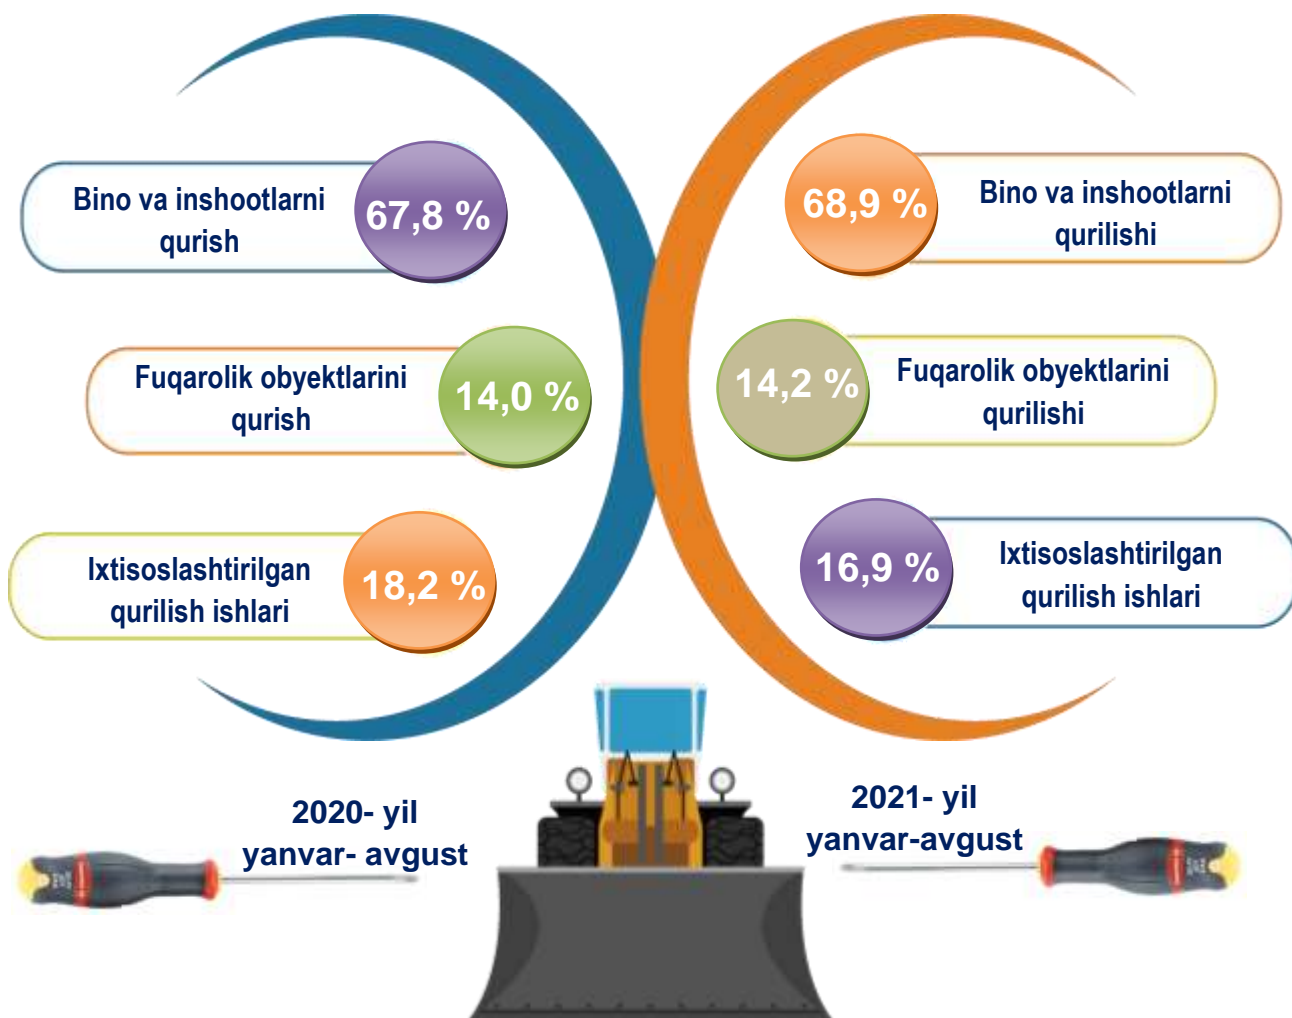 Bino va inshootlarni
qurish
67,8 %
Fuqarolik obyektlarini
qurish
14,0 %
Ixtisoslashtirilgan
qurilish ishlari
18,2 %
2020- yil
yanvar- avgust
68,9 %
Bino va inshootlarni
qurilishi
14,2 %
Fuqarolik obyektlarini
qurilishi
16,9 %
Ixtisoslashtirilgan
qurilish ishlari
2021- yil
yanvar-avgust